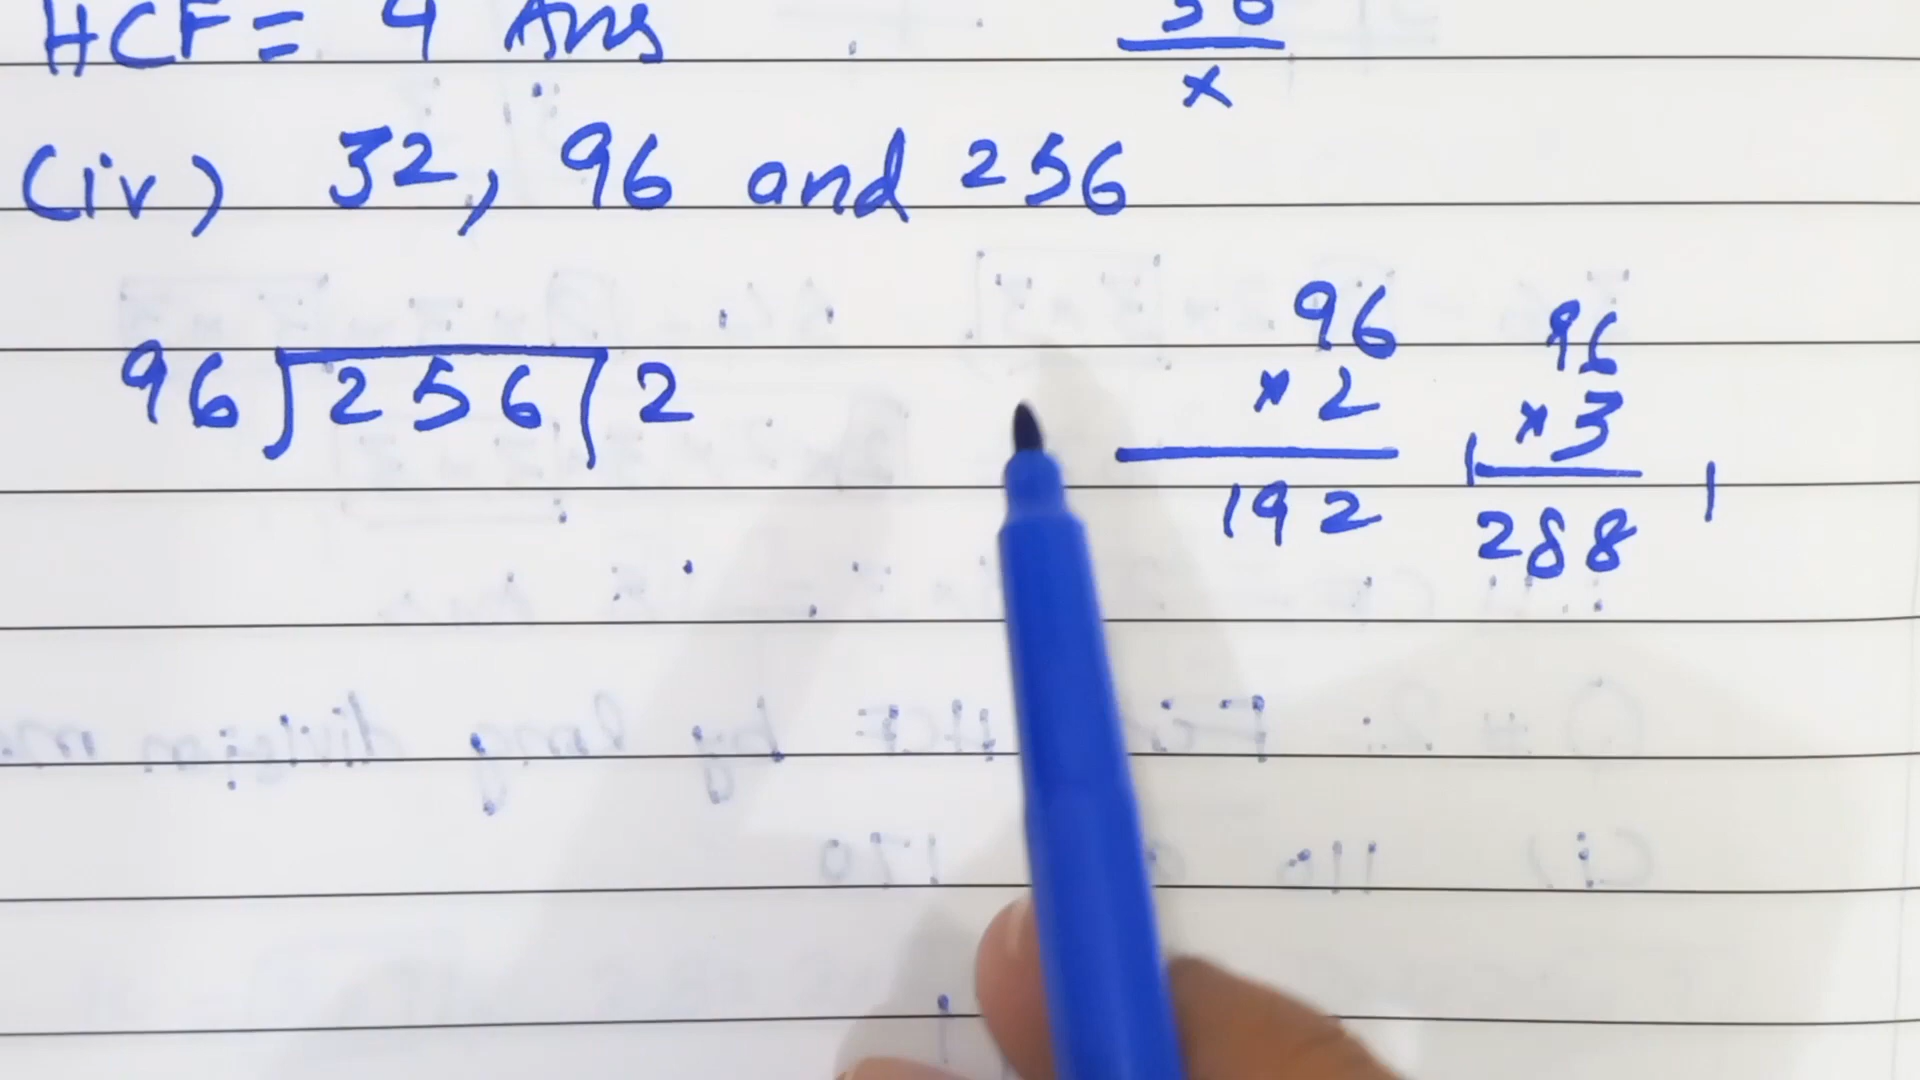 HCF = 4 Ans
x
(iv) 32, 96 and 256
96 ) 256 ( 2
96
× 2
192
96
× 3
288